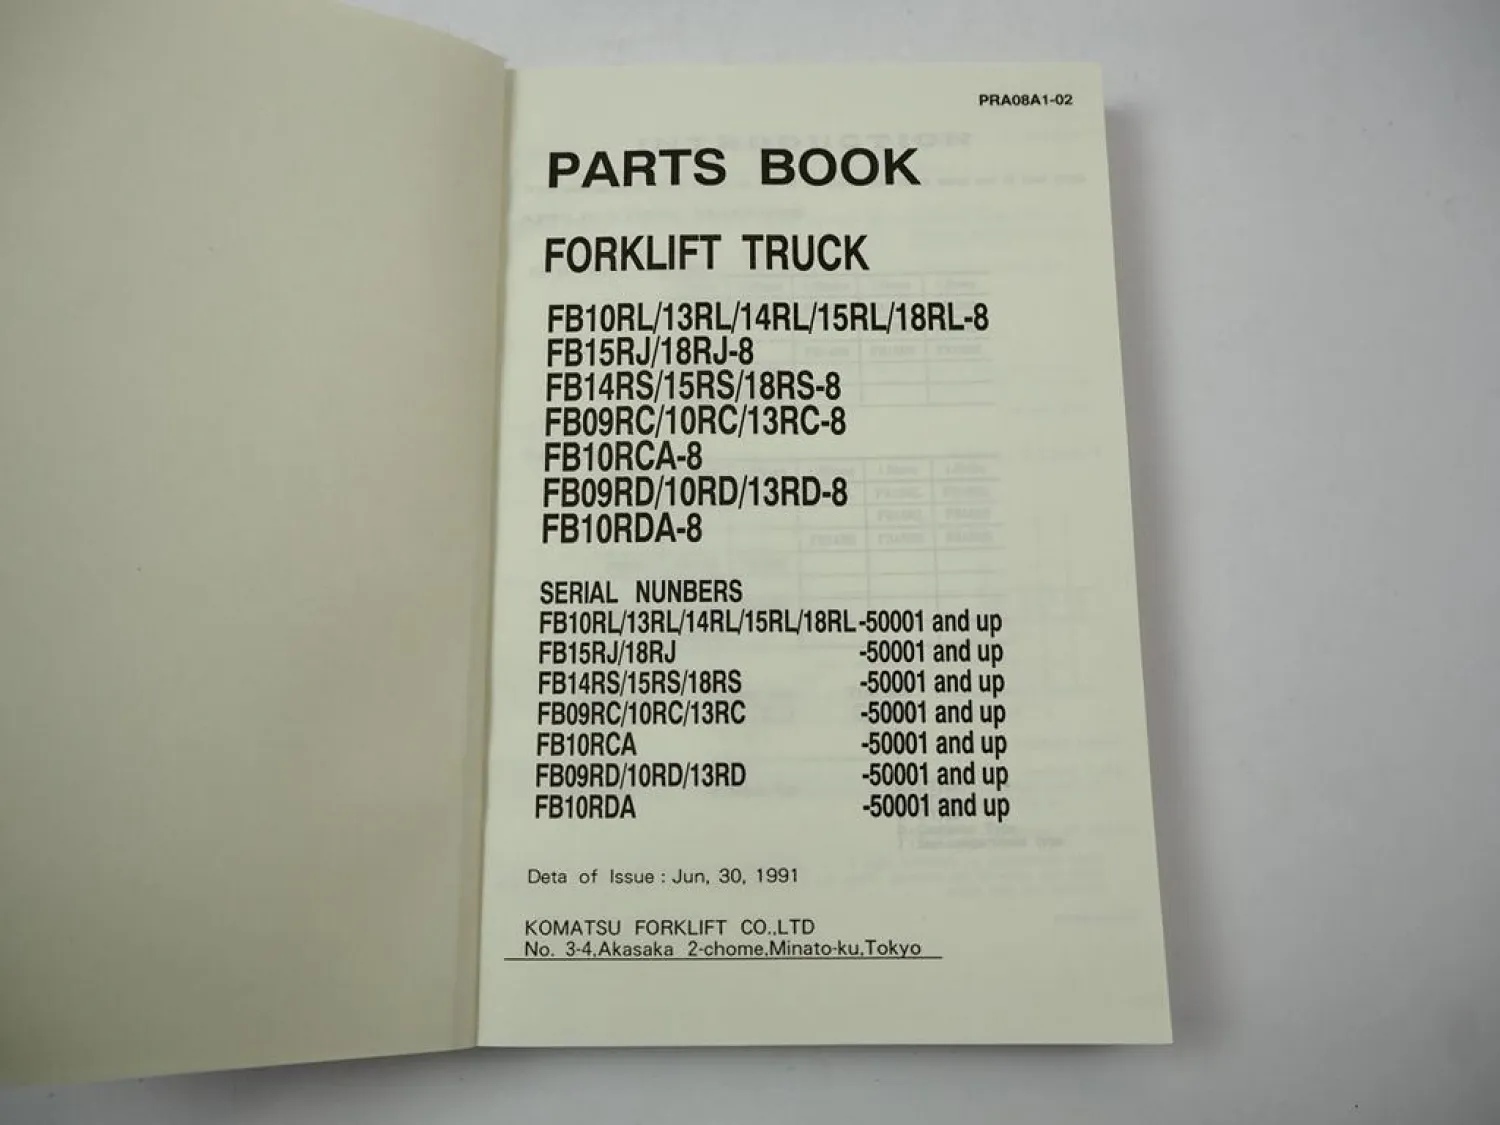 PRA08A1-02
PARTS BOOK
FORKLIFT TRUCK
FB10RL/13RL/14RL/15RL/18RL-8
FB15RJ/18RJ-8
FB14RS/15RS/18RS-8
FB09RC/10RC/13RC-8
FB10RCA-8
FB09RD/10RD/13RD-8
FB10RDA-8
SERIAL NUNBERS
FB10RL/13RL/14RL/15RL/18RL-50001 and up
FB15RJ/18RJ -50001 and up
FB14RS/15RS/18RS -50001 and up
FB09RC/10RC/13RC -50001 and up
FB10RCA -50001 and up
FB09RD/10RD/13RD -50001 and up
FB10RDA -50001 and up
Deta of Issue : Jun, 30, 1991
KOMATSU FORKLIFT CO.,LTD
No. 3-4,Akasaka 2-chome,Minato-ku,Tokyo